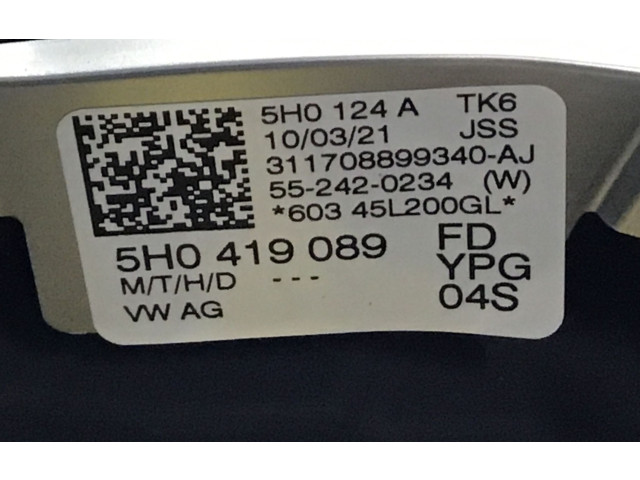 5H0 124 A TK6
10/03/21 JSS
311708899340-AJ
55-242-0234 (W)
*603 45L200GL*
5H0 419 089 FD
M/T/H/D --- YPG
VW AG 04S